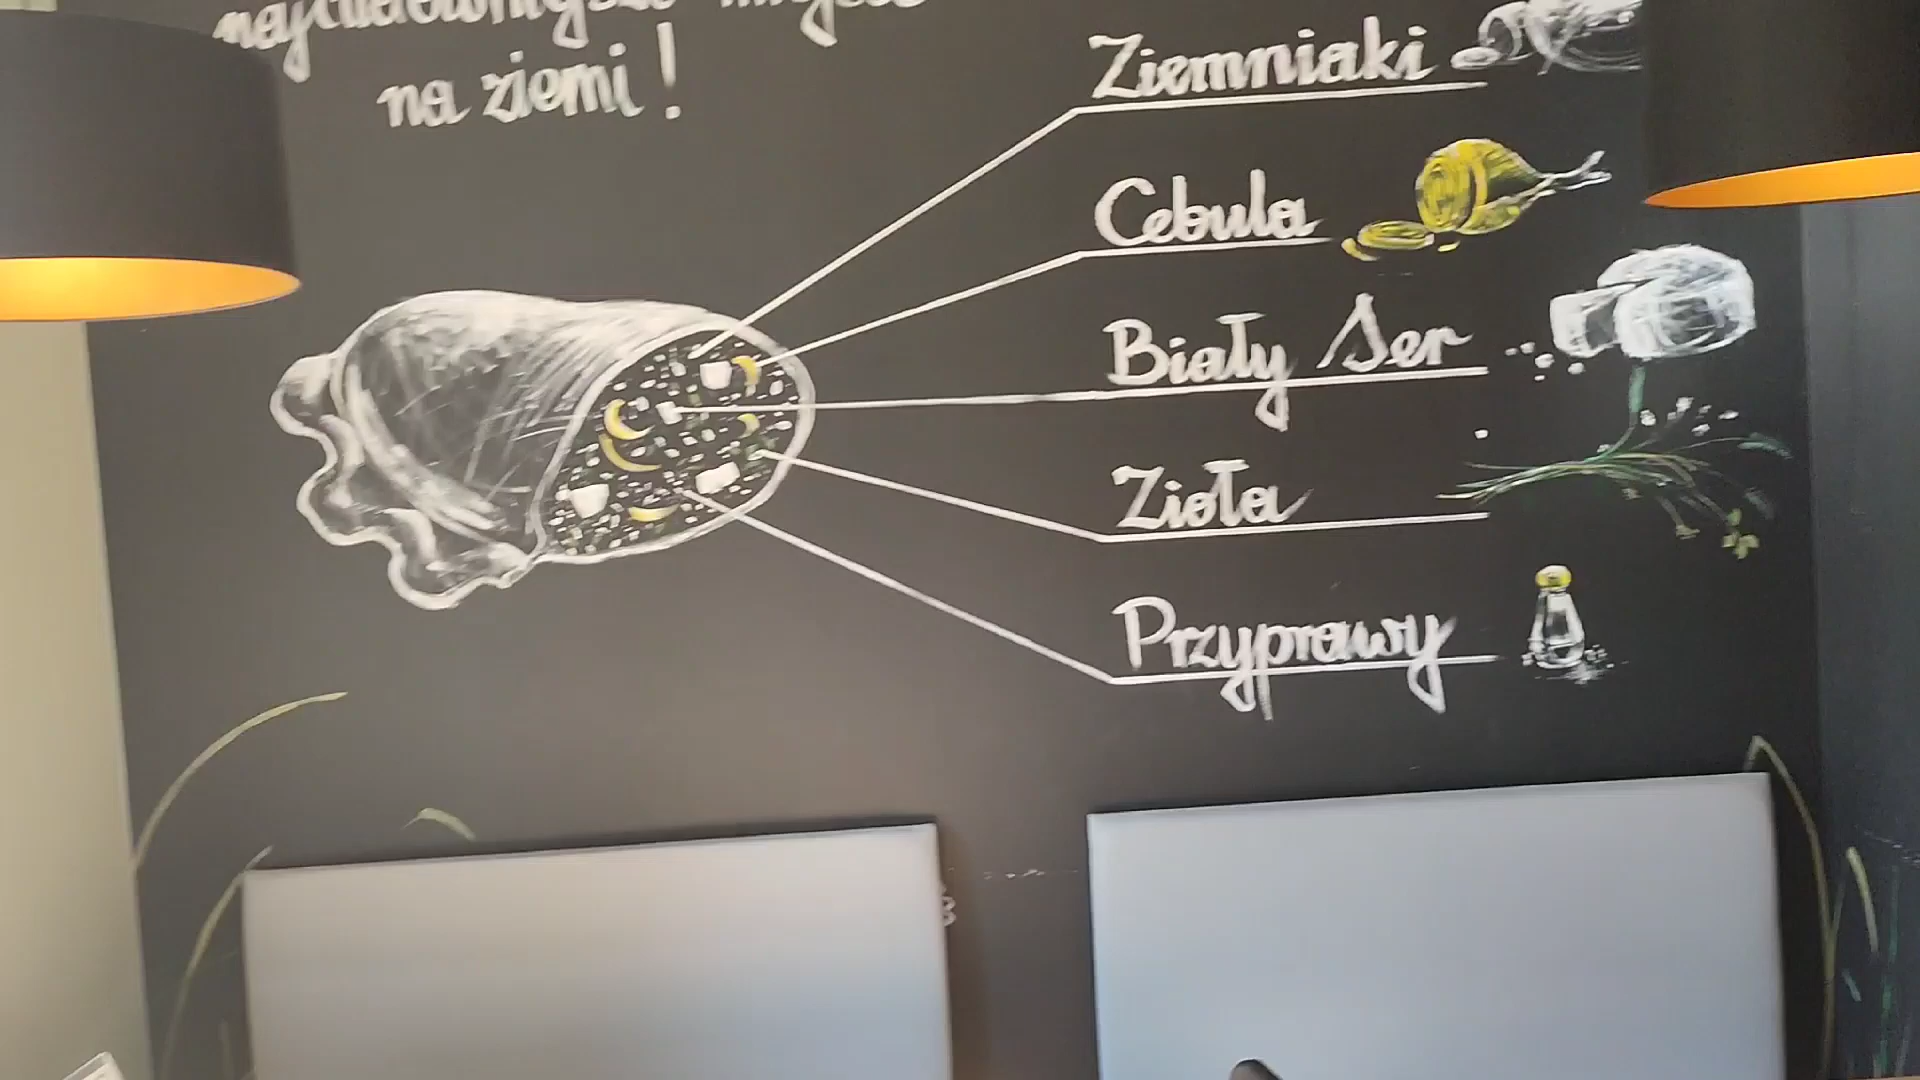 na ziemi!
Ziemniaki
Cebula
Biały Ser
Zioła
Przyprawy